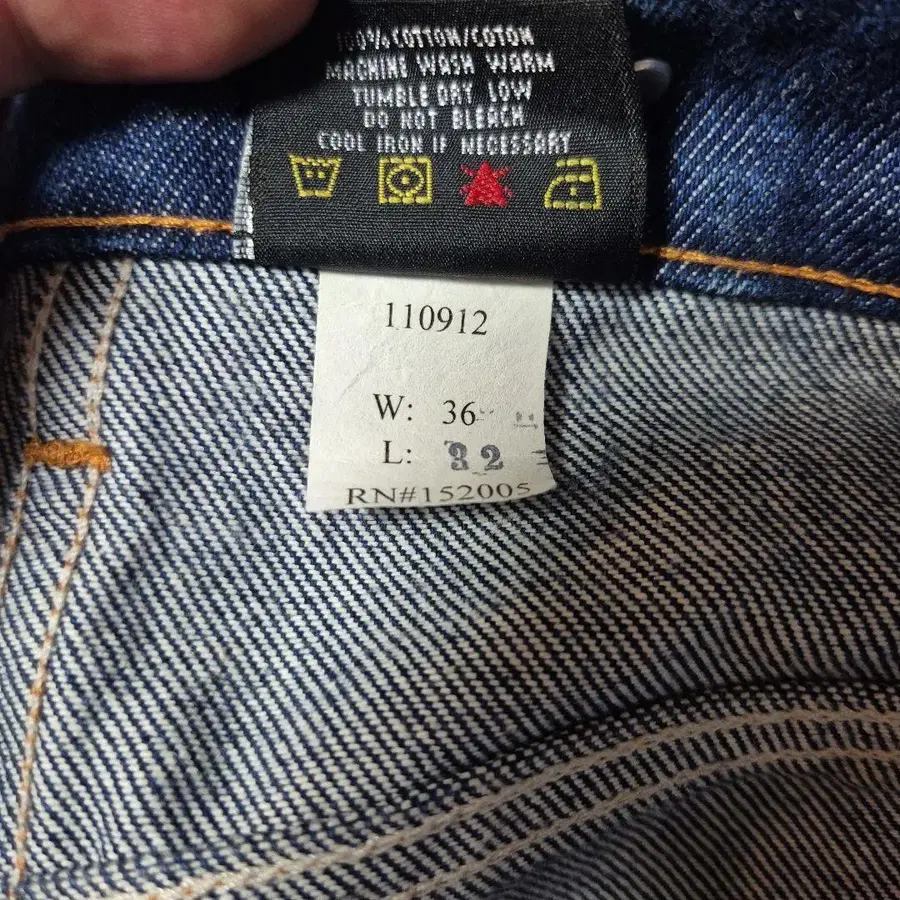 100% COTTON/COTON
MACHINE WASH WARM
TUMBLE DRY LOW
DO NOT BLEACH
COOL IRON IF NECESSARY
110912
W: 36
L: 32
RN#152005